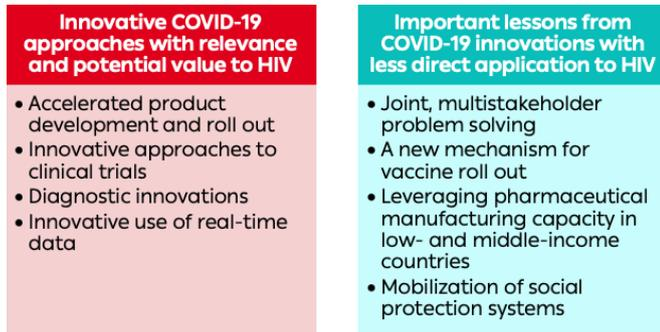 Innovative COVID-19
approaches with relevance
and potential value to HIV
• Accelerated product
development and roll out
• Innovative approaches to
clinical trials
• Diagnostic innovations
• Innovative use of real-time
data
Important lessons from
COVID-19 innovations with
less direct application to HIV
• Joint, multistakeholder
problem solving
• A new mechanism for
vaccine roll out
• Leveraging pharmaceutical
manufacturing capacity in
low- and middle-income
countries
• Mobilization of social
protection systems